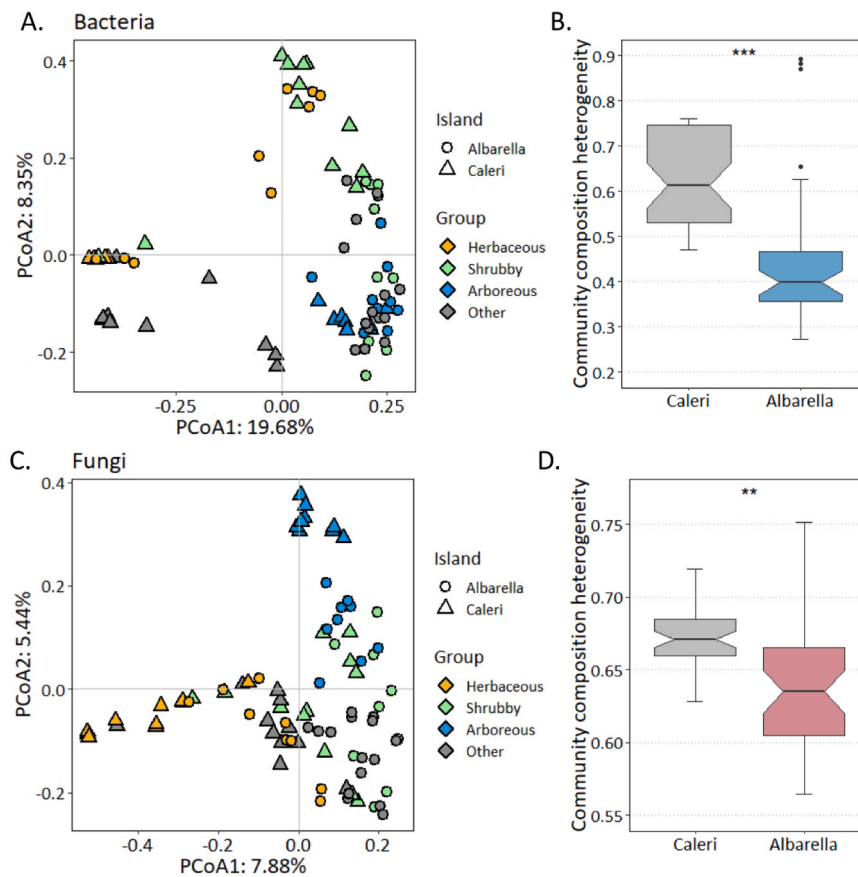 A. Bacteria
0.4
0.2
0.0
-0.2
PCoA2: 8.35%
-0.25 0.00 0.25
PCoA1: 19.68%
Island
Albarella
Caleri
Group
Herbaceous
Shrubby
Arboreous
Other
B.
***
0.9
0.8
0.7
0.6
0.5
0.4
0.3
0.2
Community composition heterogeneity
Caleri Albarella
C. Fungi
0.4
0.2
0.0
-0.2
PCoA2: 5.44%
-0.4 -0.2 0.0 0.2
PCoA1: 7.88%
Island
Albarella
Caleri
Group
Herbaceous
Shrubby
Arboreous
Other
D.
**
0.75
0.70
0.65
0.60
0.55
Community composition heterogeneity
Caleri Albarella